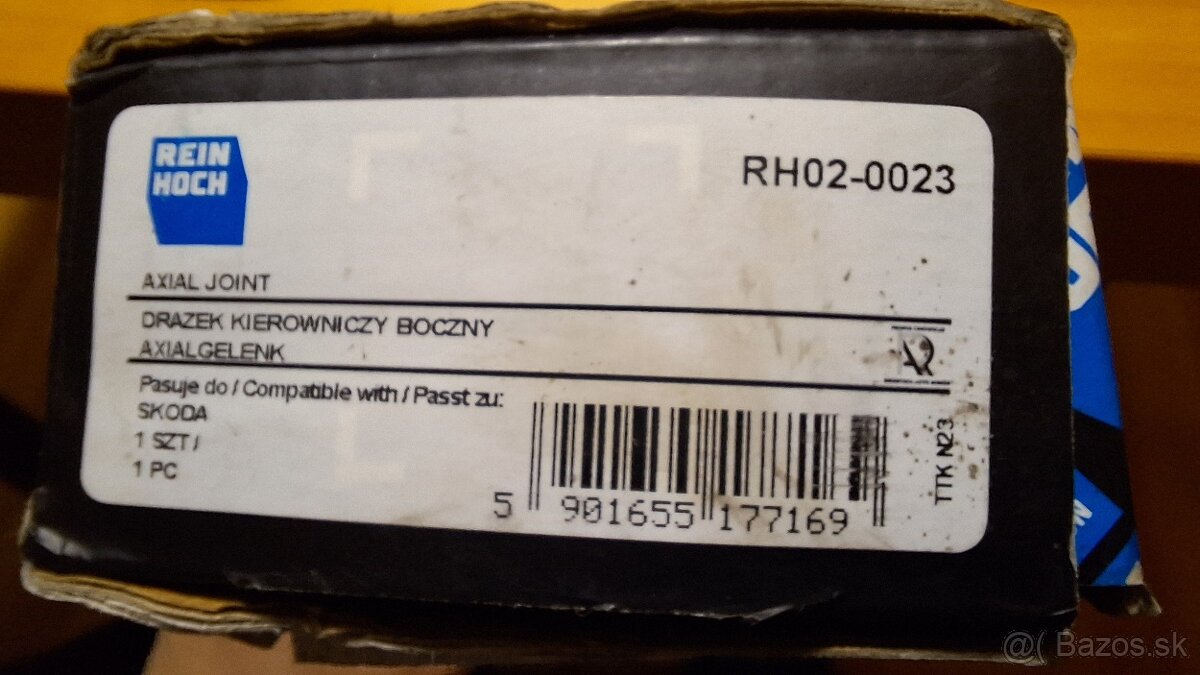 REIN
HOCH
RH02-0023
AXIAL JOINT
DRAZEK KIEROWNICZY BOCZNY
AXIALGELENK
Pasuje do / Compatible with / Passt zu:
SKODA
1 SZT /
1 PC
5 901655 177169
TTK N23
@( Bazos.sk